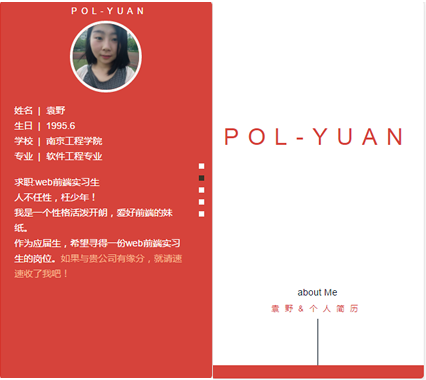 POL-YUAN
姓名 | 袁野
生日 | 1995.6
学校 | 南京工程学院
专业 | 软件工程专业
求职:web前端实习生
人不任性，枉少年！
我是一个性格活泼开朗，爱好前端的妹
纸。
作为应届生，希望寻得一份web前端实习
生的岗位。如果与贵公司有缘分，就请速
速收了我吧！
POL-YUAN
about Me
袁野&个人简历